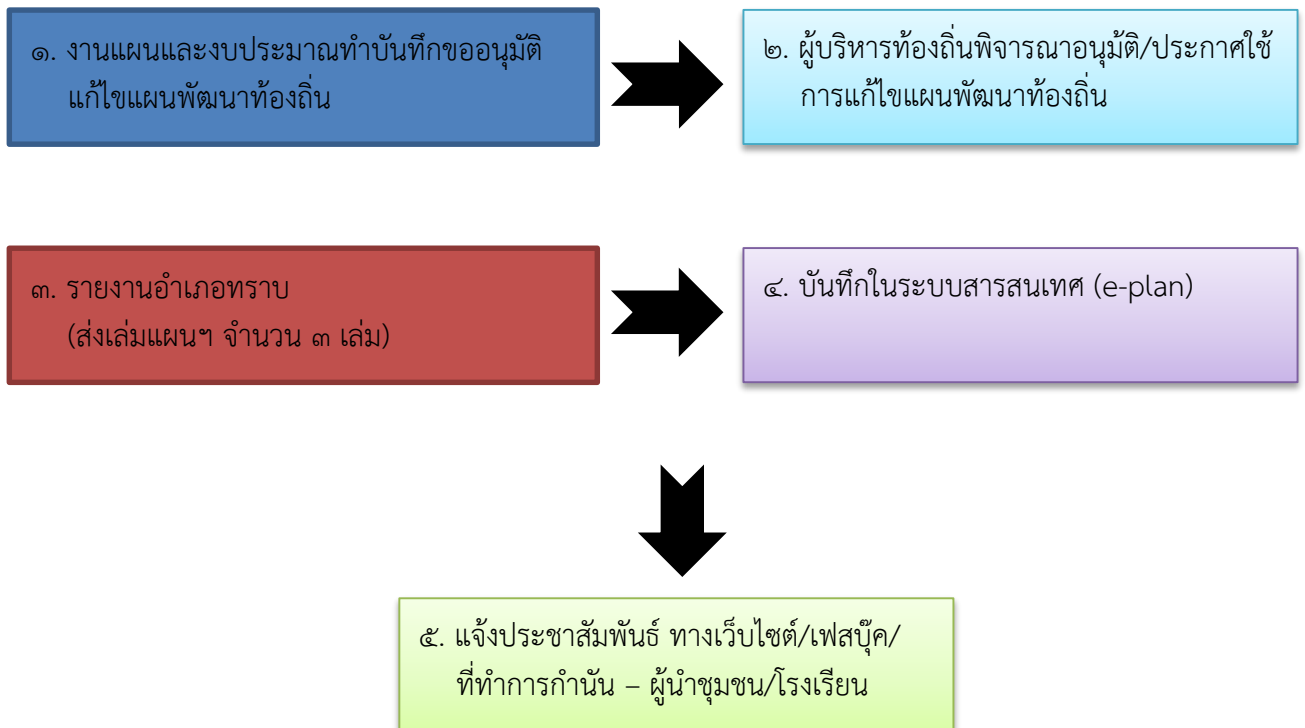 ๑. งานแผนและงบประมาณทำบันทึกขออนุมัติ
แก้ไขแผนพัฒนาท้องถิ่น
๒. ผู้บริหารท้องถิ่นพิจารณาอนุม้ติ/ประกาศใช้
การแก้ไขแผนพัฒนาท้องถิ่น
๓. รายงานอำเภอทราบ
(ส่งเล่มแผนฯ จำนวน ๓ เล่ม)
๔. บันทึกในระบบสารสนเทศ (e-plan)
๕. แจ้งประชาสัมพันธ์ ทางเว็บไซต์/เฟสบุ๊ค/
ที่ทำการกำนัน – ผู้นำชุมชน/โรงเรียน